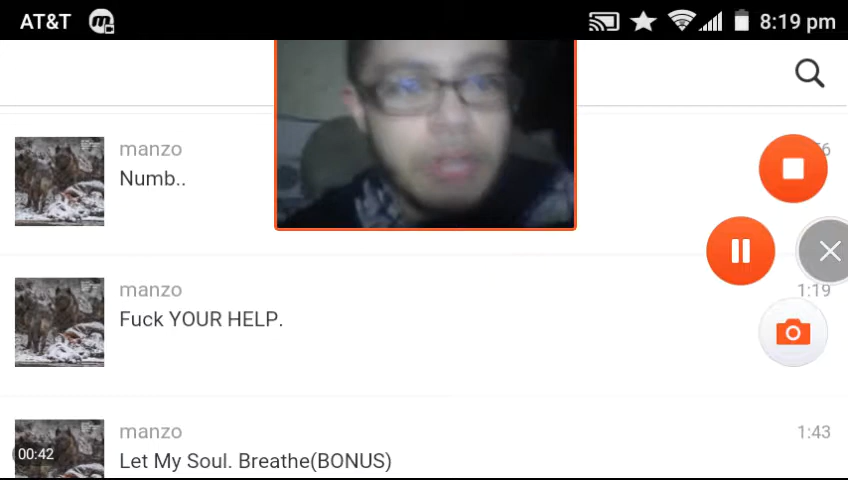 AT&T 8:19 pm
manzo
Numb..
manzo 1:19
Fuck YOUR HELP.
manzo 1:43
00:42
Let My Soul. Breathe(BONUS)